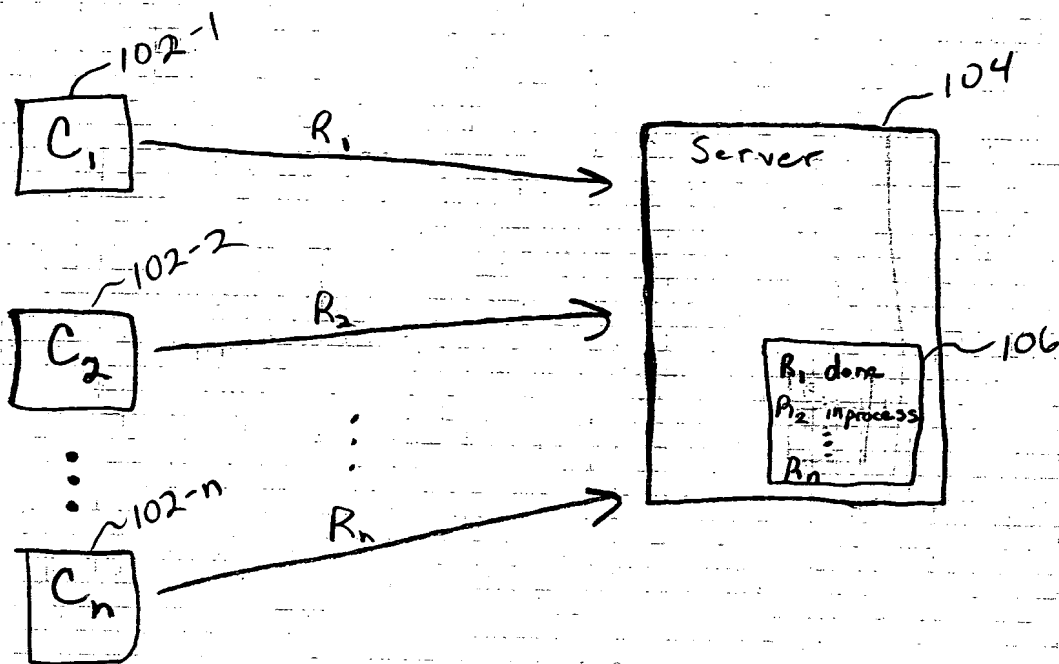 102-1
C₁
R₁
104
Server
102-2
C₂
R₂
106
R₁ done
R₂ inprocess
Rₙ
102-n
Cₙ
Rₙ